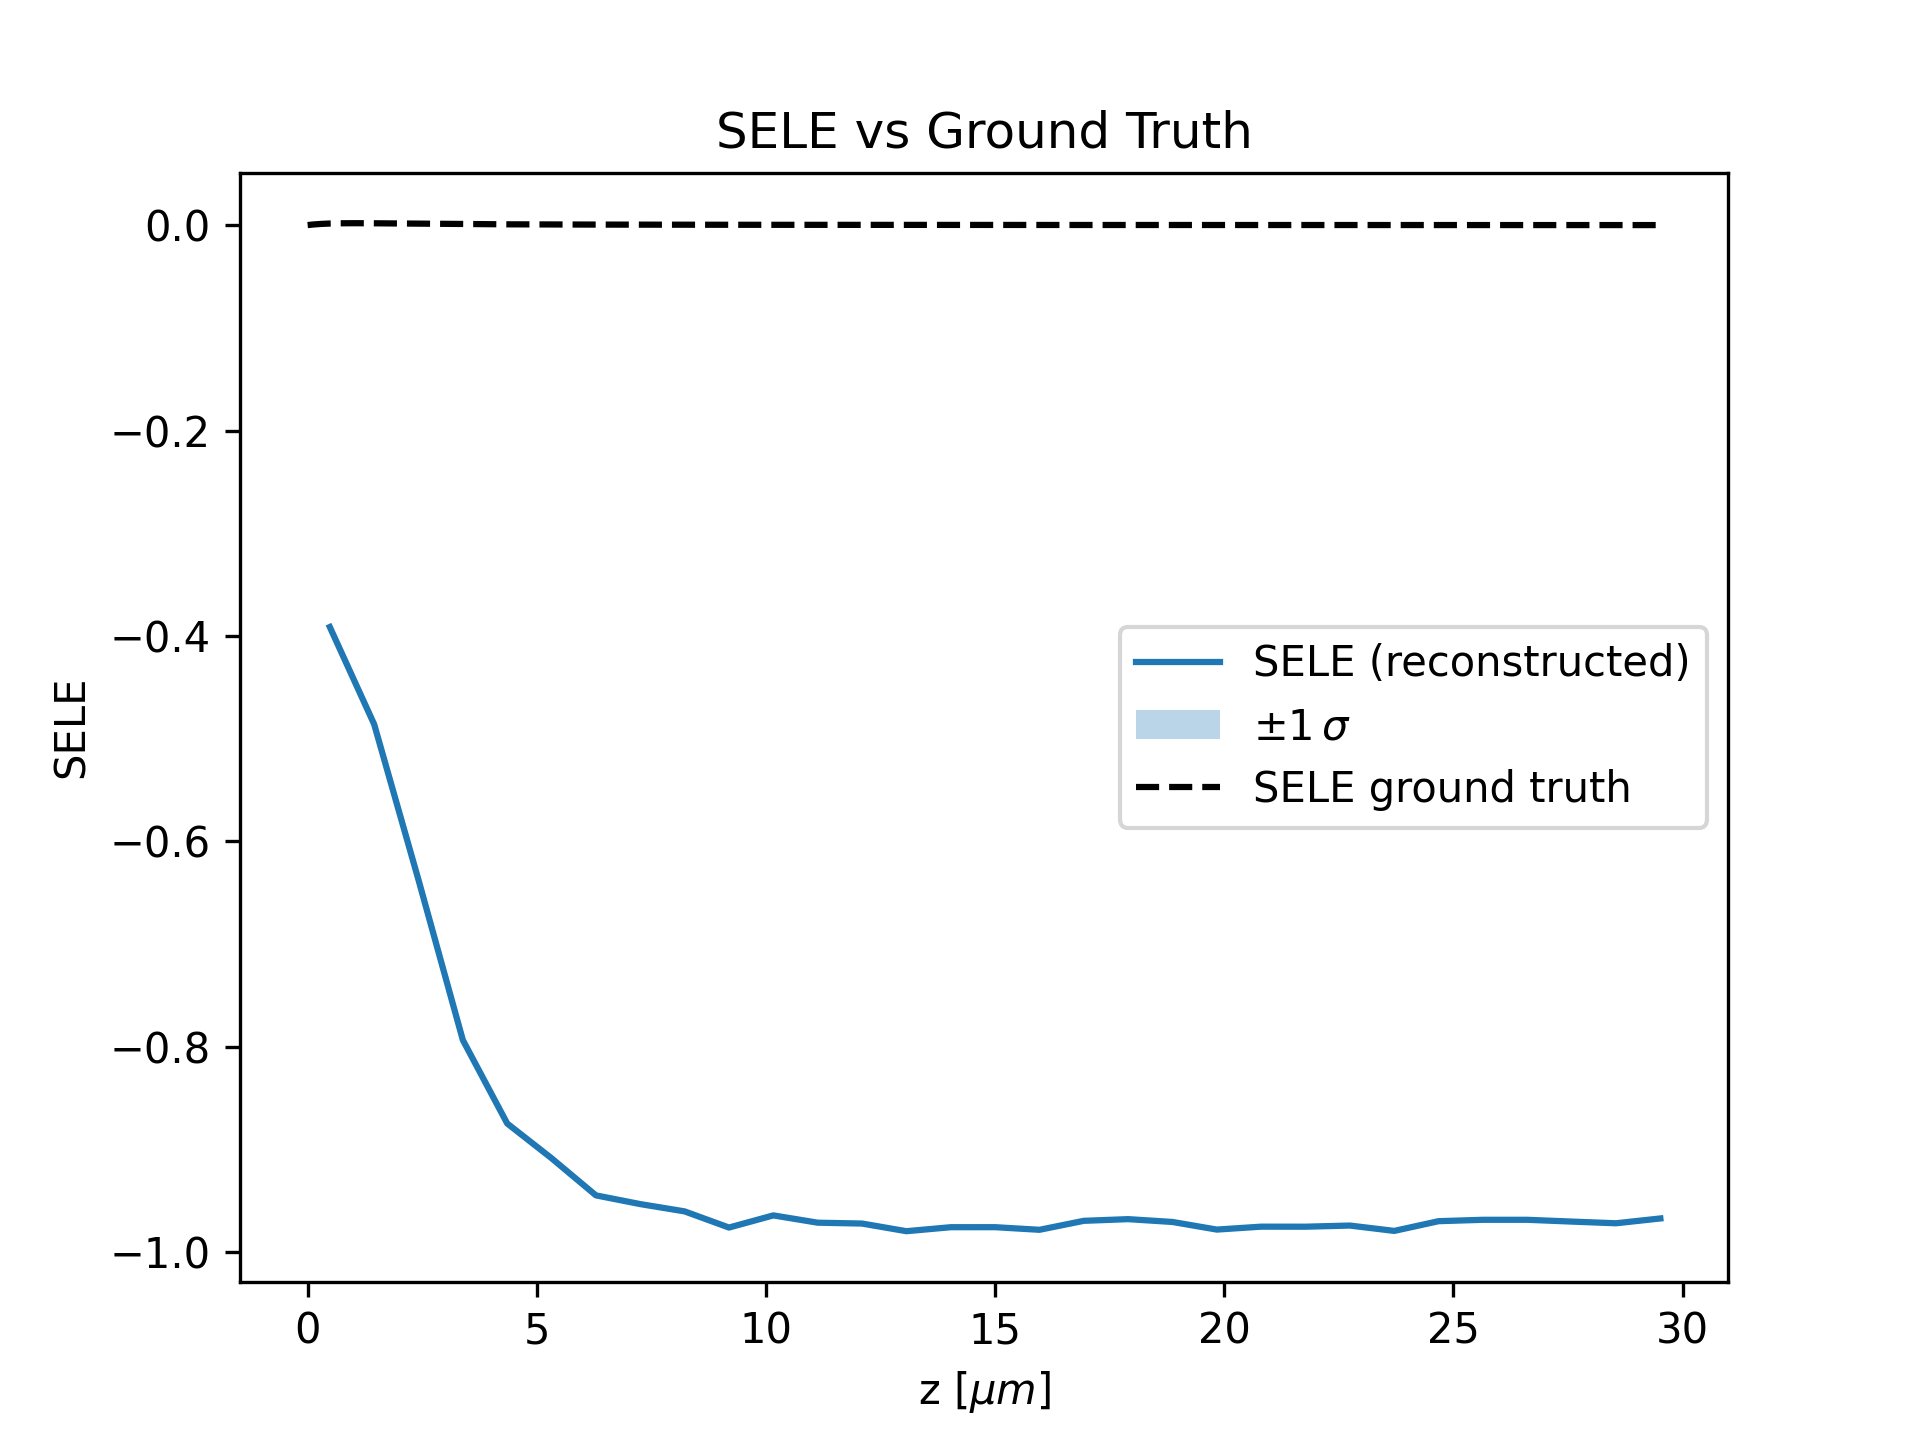 SELE vs Ground Truth
0.0
−0.2
−0.4
−0.6
−0.8
−1.0
SELE
SELE (reconstructed)
±1 σ
SELE ground truth
0 5 10 15 20 25 30
z [μm]